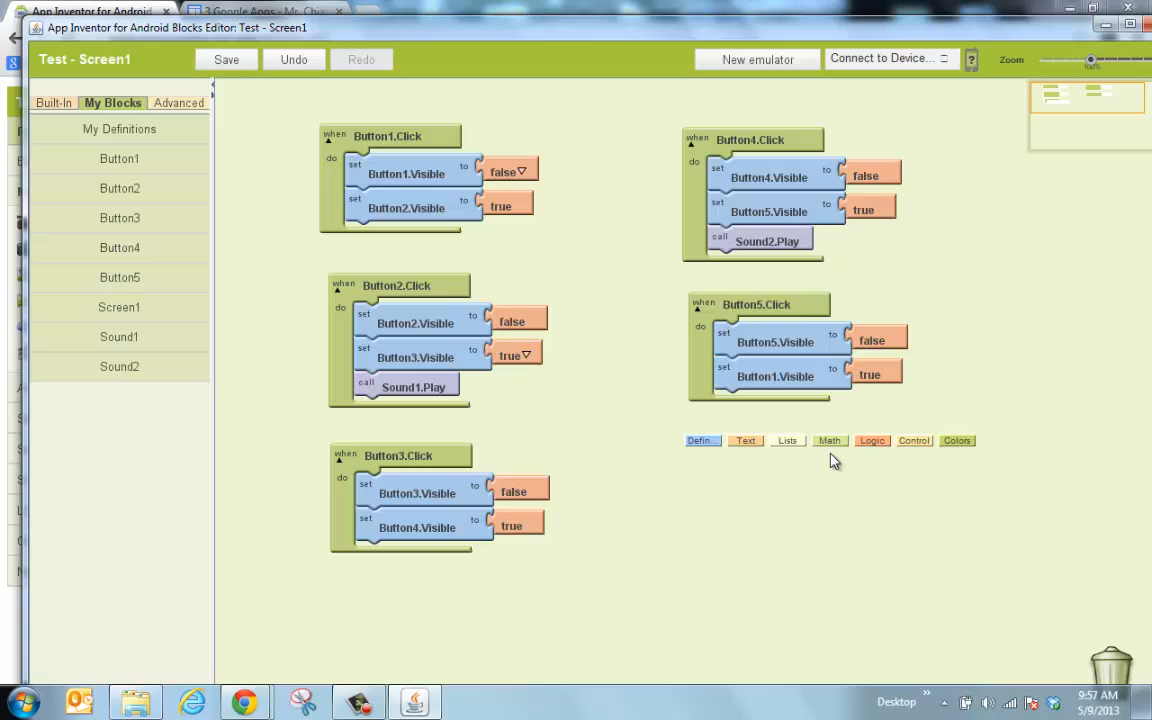 App Inventor for Android
3 Google Apps - Mr. Chi
App Inventor for Android Blocks Editor: Test - Screen1
Test - Screen1
Save
Undo
Redo
New emulator
Connect to Device...
?
Zoom
100%
Built-In
My Blocks
Advanced
My Definitions
Button1
Button2
Button3
Button4
Button5
Screen1
Sound1
Sound2
when Button1.Click
do
set Button1.Visible to false
set Button2.Visible to true
when Button2.Click
do
set Button2.Visible to false
set Button3.Visible to true
call Sound1.Play
when Button3.Click
do
set Button3.Visible to false
set Button4.Visible to true
when Button4.Click
do
set Button4.Visible to false
set Button5.Visible to true
call Sound2.Play
when Button5.Click
do
set Button5.Visible to false
set Button1.Visible to true
Defin... Text Lists Math Logic Control Colors
Desktop
9:57 AM
5/9/2013